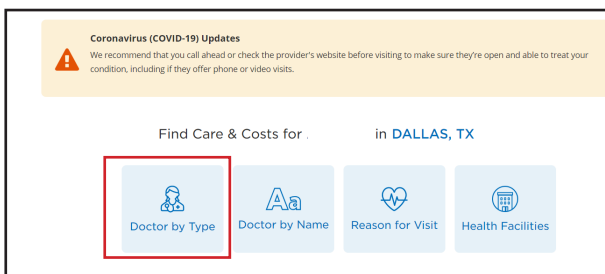 Coronavirus (COVID-19) Updates
We recommend that you call ahead or check the provider's website before visiting to make sure they're open and able to treat your
condition, including if they offer phone or video visits.
Find Care & Costs for in DALLAS, TX
Aa
Doctor by Type
Doctor by Name
Reason for Visit
Health Facilities